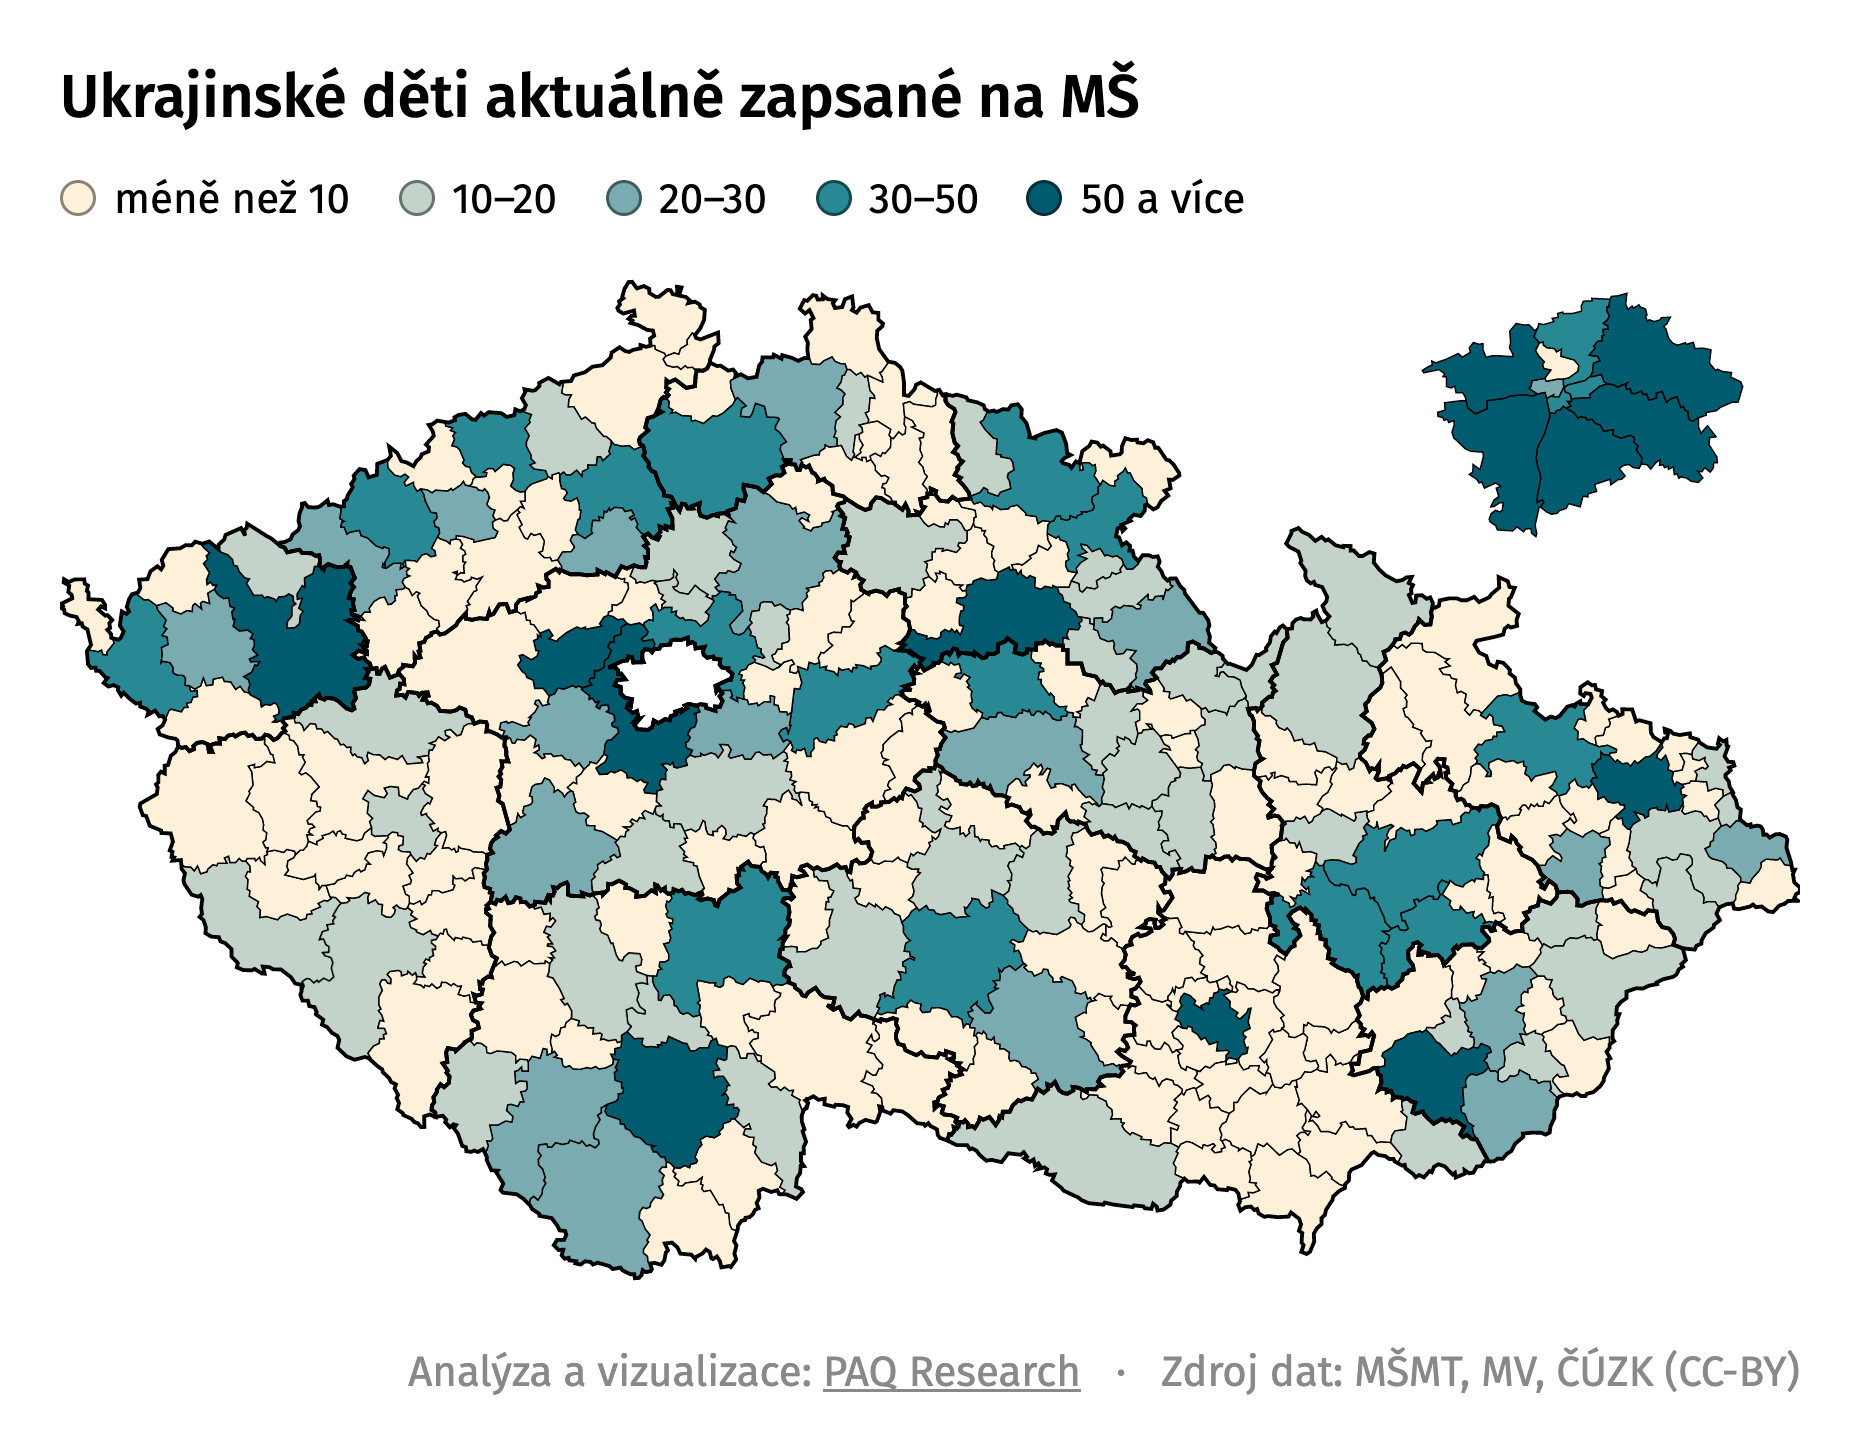 Ukrajinské děti aktuálně zapsané na MŠ
méně než 10 10–20 20–30 30–50 50 a více
Analýza a vizualizace: PAQ Research · Zdroj dat: MŠMT, MV, ČÚZK (CC-BY)